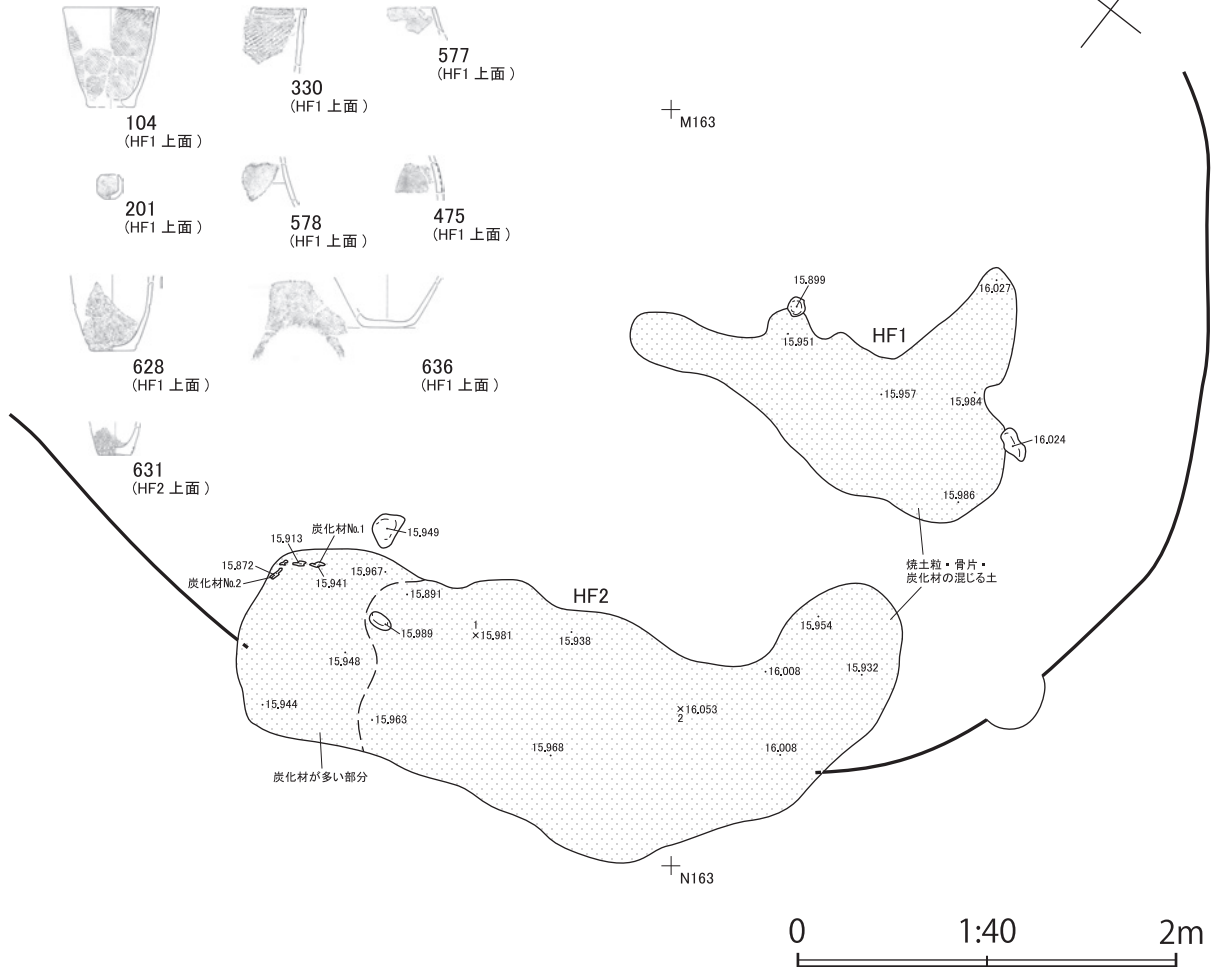 104
(HF1 上面)
330
(HF1 上面)
577
(HF1 上面)
201
(HF1 上面)
578
(HF1 上面)
475
(HF1 上面)
628
(HF1 上面)
636
(HF1 上面)
631
(HF2 上面)
M163
15.899
16.027
HF1
15.951
15.957
15.984
16.024
15.986
焼土粒・骨片・
炭化材の混じる土
炭化材No.1
15.949
15.913
15.872
炭化材No.2
15.941
15.967
15.891
HF2
15.989
1
×15.981
15.938
15.954
15.948
16.008
15.932
15.944
15.963
×16.053
2
15.968
16.008
炭化材が多い部分
N163
0
1:40
2m